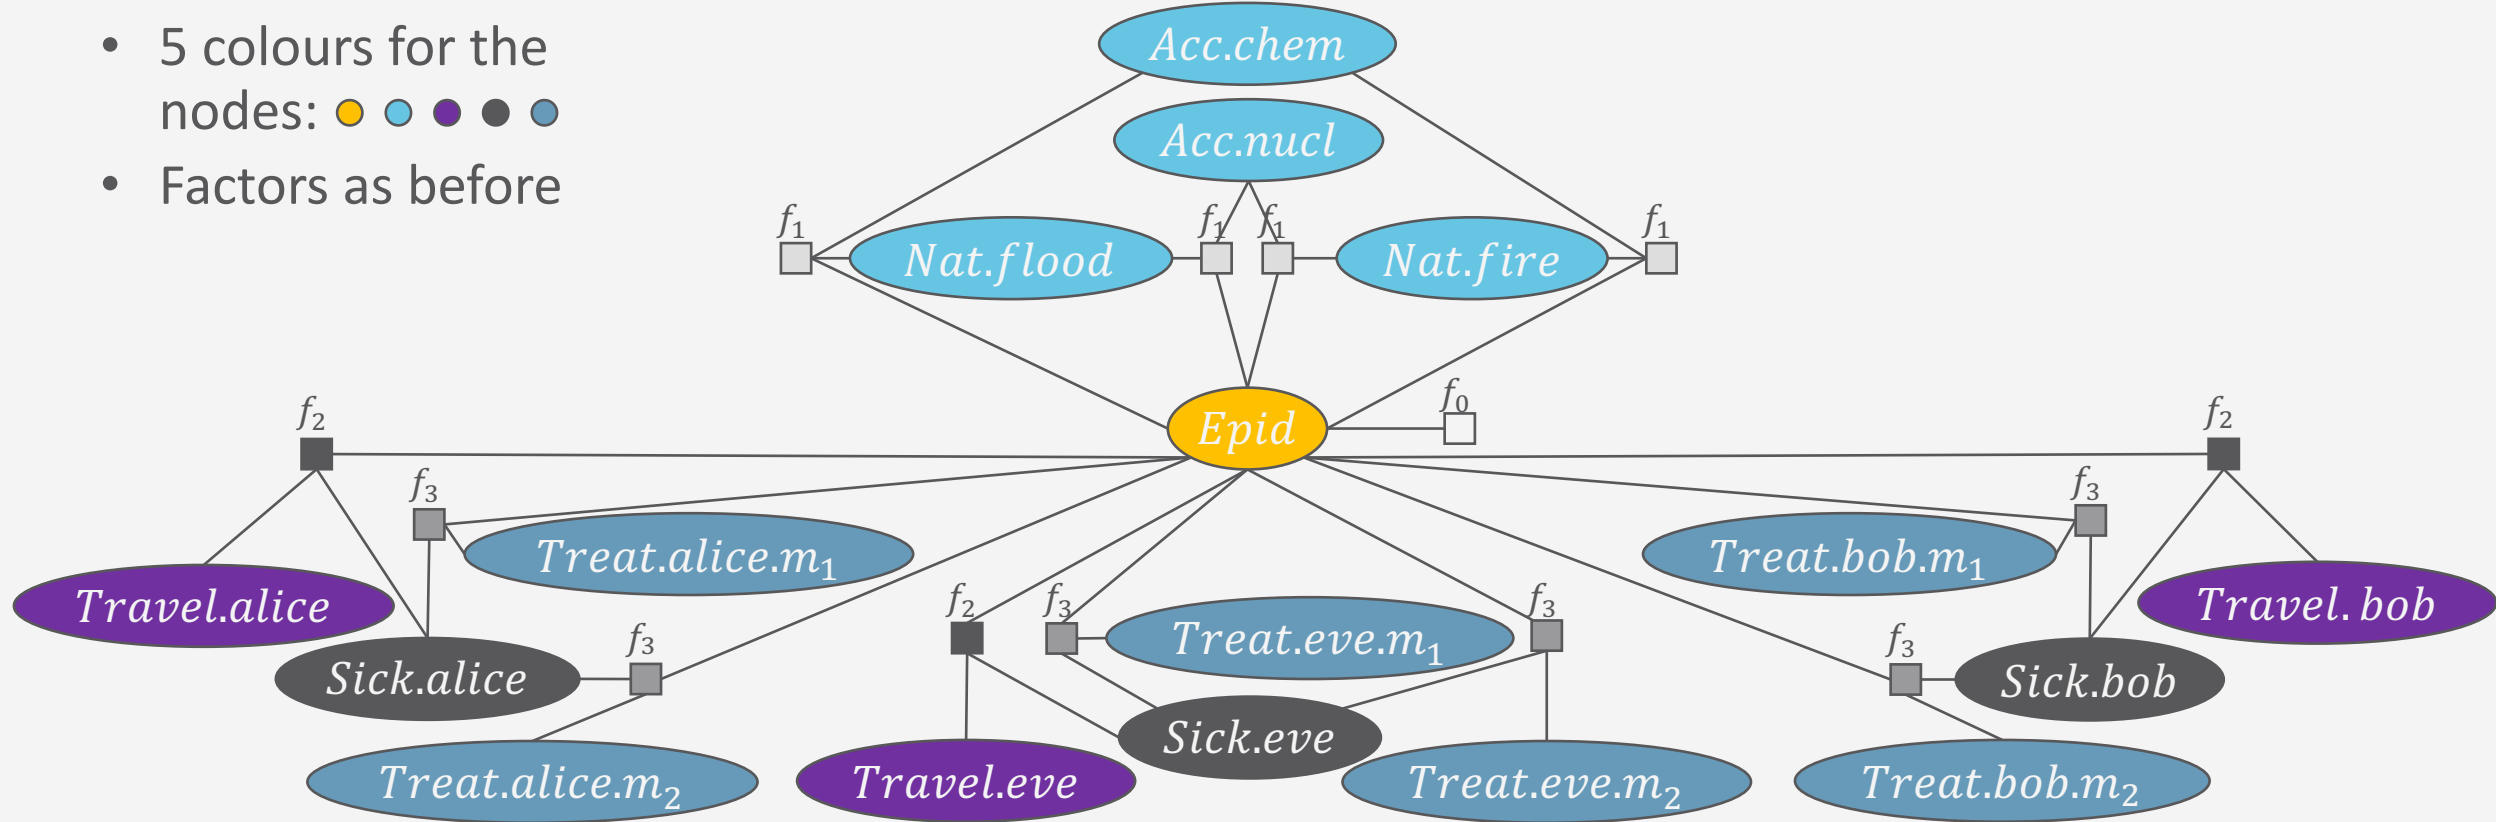 • 5 colours for the
nodes:
• Factors as before
Acc.chem
Acc.nucl
f1 f1 f1 f1
Nat.flood Nat.fire
f0
Epid
f2 f2
f3 f3
Treat.alice.m1 Treat.bob.m1
f2 f3 f3
Travel.alice Travel. bob
Treat.eve.m1
f3 f3
Sick.alice Sick.bob
Sick.eve
Treat.alice.m2 Travel.eve Treat.eve.m2 Treat.bob.m2